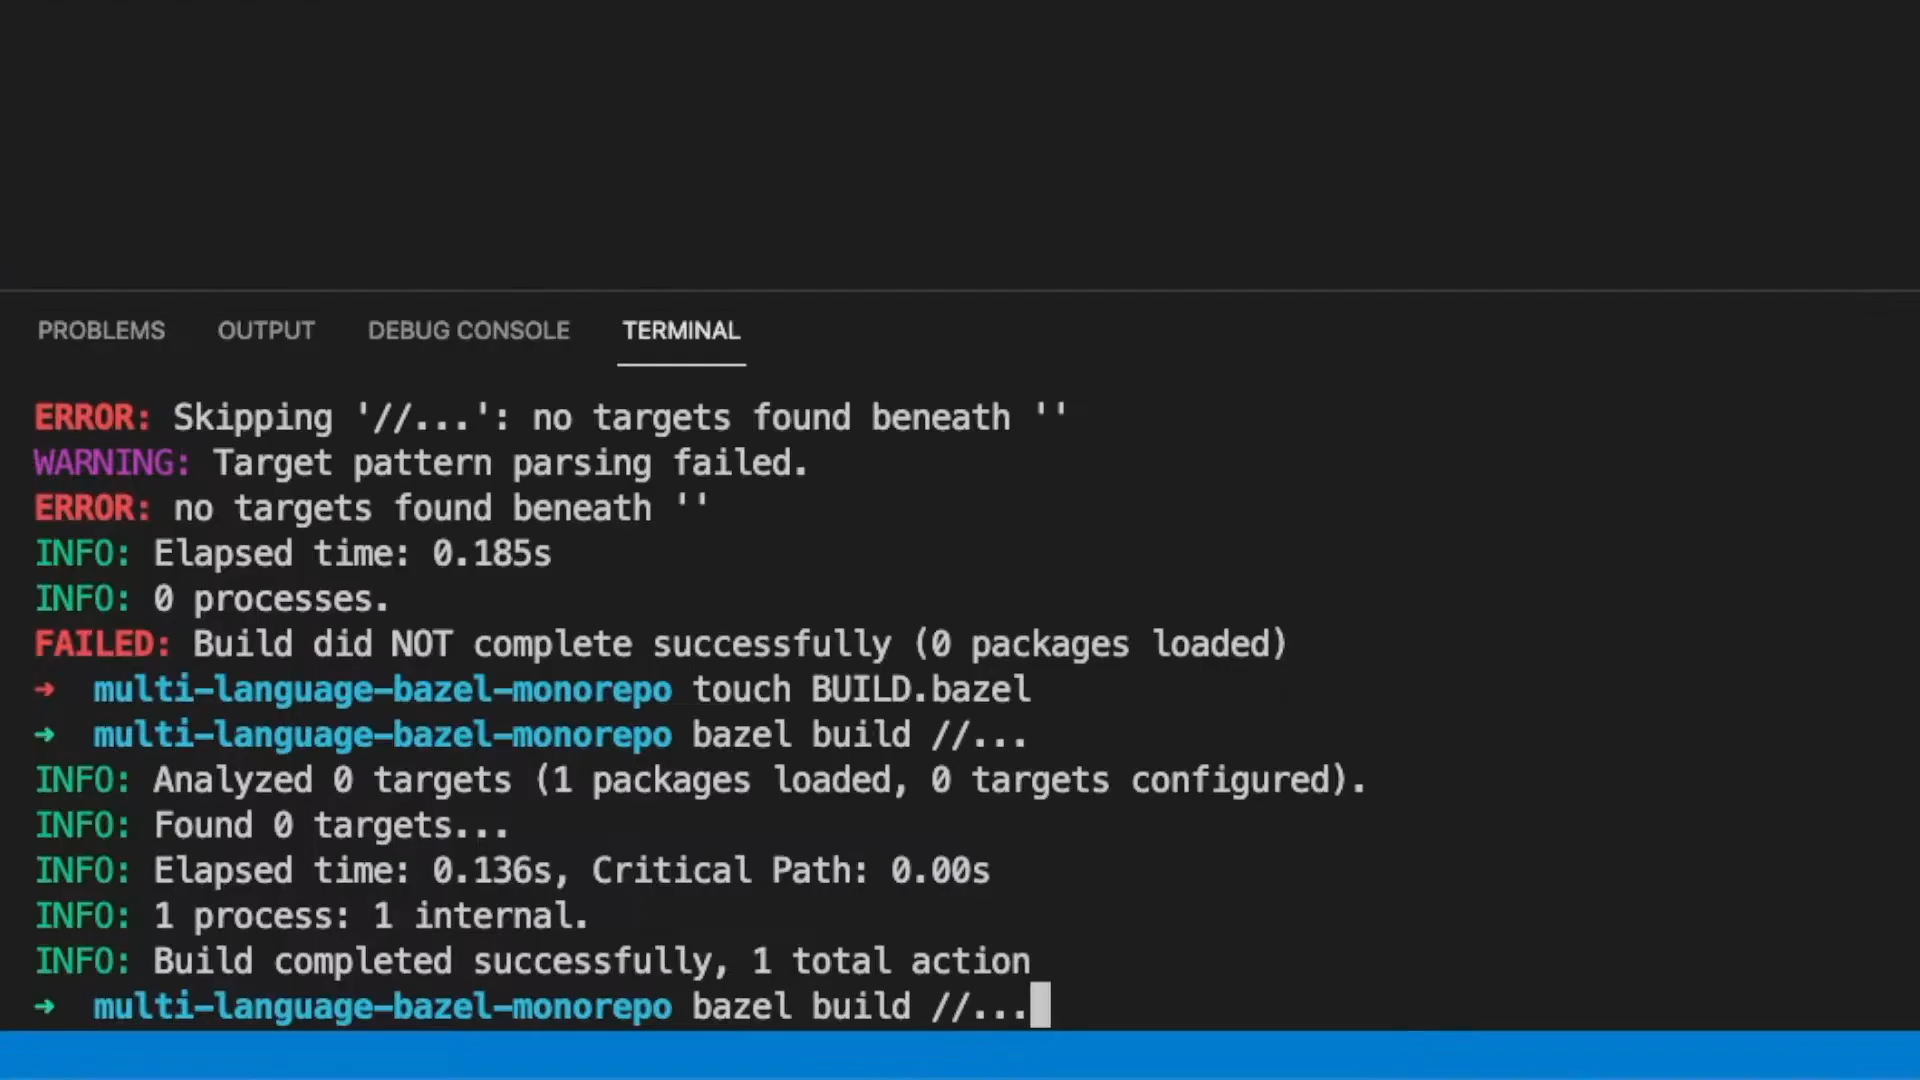 PROBLEMS OUTPUT DEBUG CONSOLE TERMINAL
ERROR: Skipping '//...': no targets found beneath ''
WARNING: Target pattern parsing failed.
ERROR: no targets found beneath ''
INFO: Elapsed time: 0.185s
INFO: 0 processes.
FAILED: Build did NOT complete successfully (0 packages loaded)
➜ multi-language-bazel-monorepo touch BUILD.bazel
➜ multi-language-bazel-monorepo bazel build //...
INFO: Analyzed 0 targets (1 packages loaded, 0 targets configured).
INFO: Found 0 targets...
INFO: Elapsed time: 0.136s, Critical Path: 0.00s
INFO: 1 process: 1 internal.
INFO: Build completed successfully, 1 total action
➜ multi-language-bazel-monorepo bazel build //...